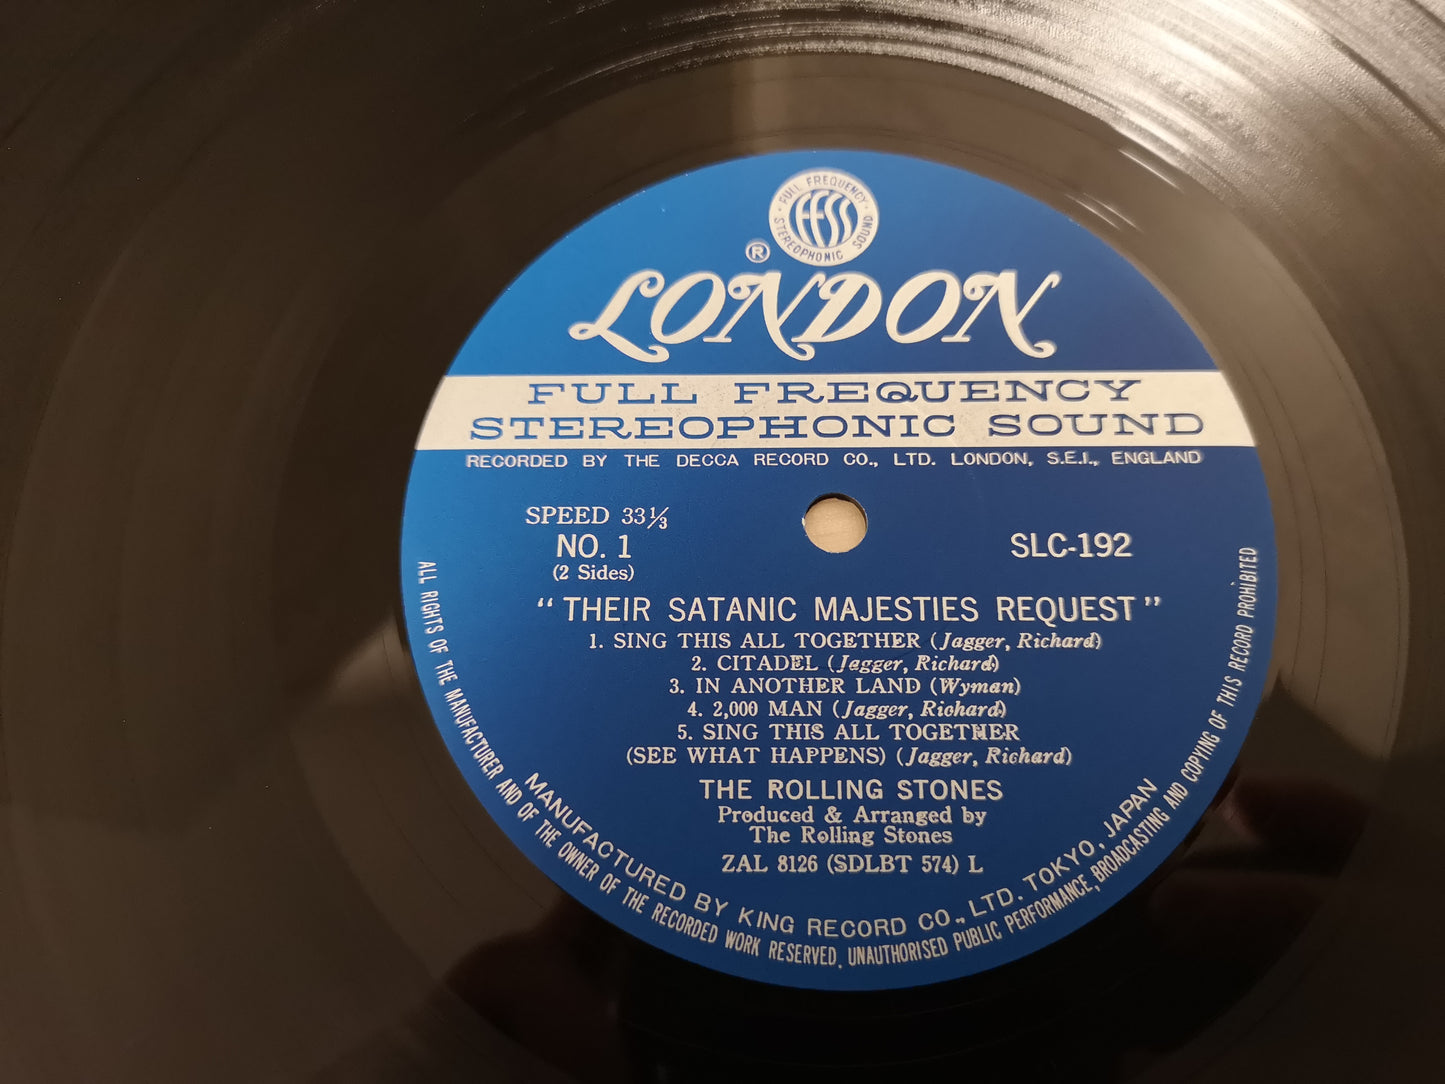 FULL FREQUENCY
FFSS
STEREOPHONIC SOUND
®
LONDON
FULL FREQUENCY
STEREOPHONIC SOUND
RECORDED BY THE DECCA RECORD CO., LTD. LONDON, S.E.I., ENGLAND
SPEED 33⅓
NO. 1
(2 Sides)
SLC-192
"THEIR SATANIC MAJESTIES REQUEST"
1. SING THIS ALL TOGETHER (Jagger, Richard)
2. CITADEL (Jagger, Richard)
3. IN ANOTHER LAND (Wyman)
4. 2,000 MAN (Jagger, Richard)
5. SING THIS ALL TOGETHER
(SEE WHAT HAPPENS) (Jagger, Richard)
THE ROLLING STONES
Produced & Arranged by
The Rolling Stones
ZAL 8126 (SDLBT 574) L
MANUFACTURED BY KING RECORD CO., LTD. TOKYO, JAPAN
ALL RIGHTS OF THE MANUFACTURER AND OF THE OWNER OF THE RECORDED WORK RESERVED, UNAUTHORISED PUBLIC PERFORMANCE, BROADCASTING AND COPYING OF THIS RECORD PROHIBITED